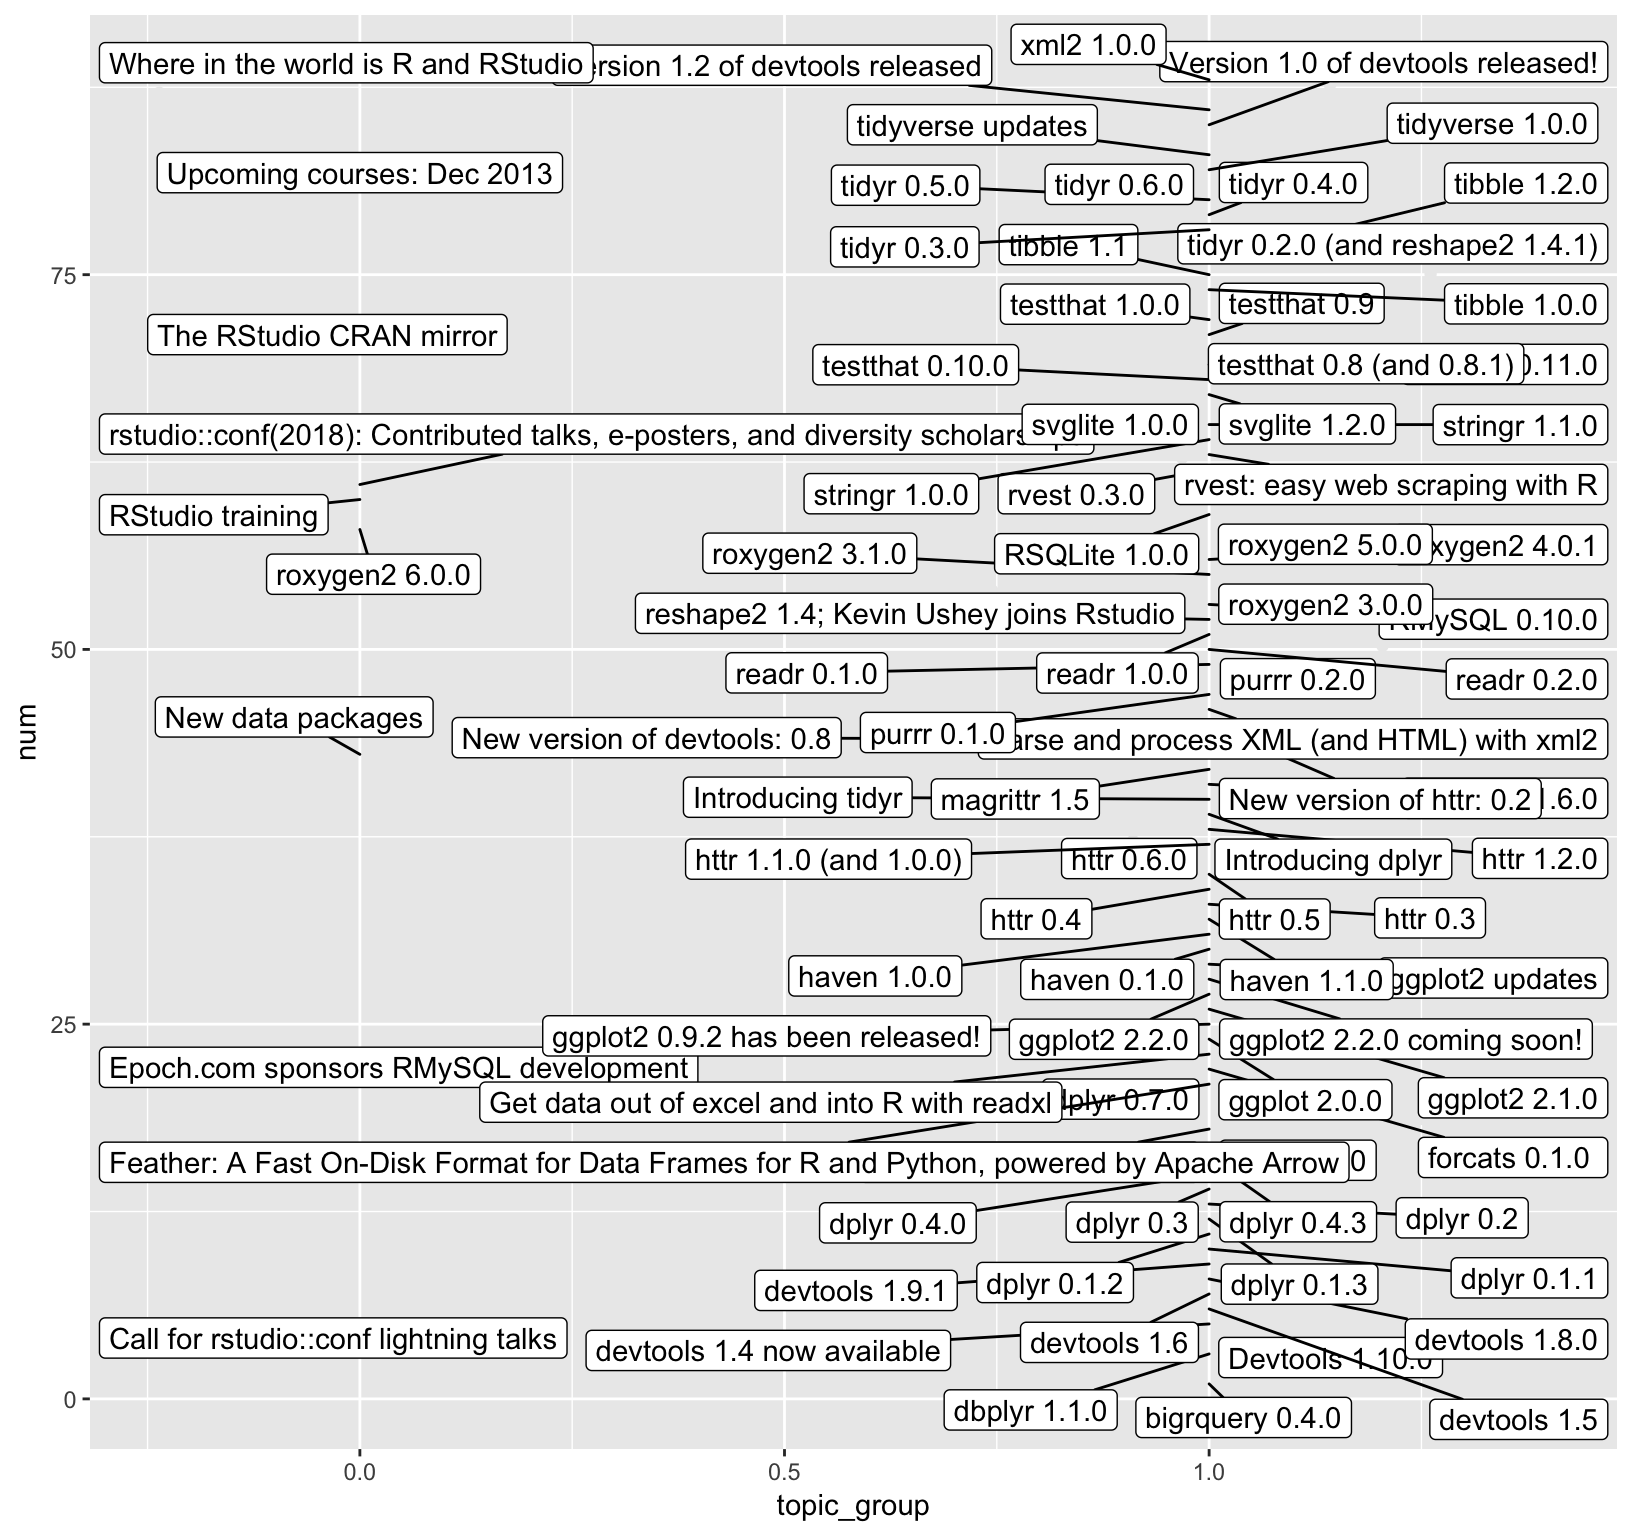 xml2 1.0.0
Where in the world is R and RStudio
ersion 1.2 of devtools released
Version 1.0 of devtools released!
tidyverse updates
tidyverse 1.0.0
Upcoming courses: Dec 2013
tidyr 0.5.0
tidyr 0.6.0
tidyr 0.4.0
tibble 1.2.0
tidyr 0.3.0
tibble 1.1
tidyr 0.2.0 (and reshape2 1.4.1)
75
testthat 1.0.0
testthat 0.9
tibble 1.0.0
The RStudio CRAN mirror
testthat 0.10.0
testthat 0.8 (and 0.8.1)
0.11.0
rstudio::conf(2018): Contributed talks, e-posters, and diversity scholars
svglite 1.0.0
svglite 1.2.0
stringr 1.1.0
stringr 1.0.0
rvest 0.3.0
rvest: easy web scraping with R
RStudio training
roxygen2 3.1.0
RSQLite 1.0.0
roxygen2 5.0.0
xygen2 4.0.1
roxygen2 6.0.0
reshape2 1.4; Kevin Ushey joins Rstudio
roxygen2 3.0.0
RMySQL 0.10.0
50
readr 0.1.0
readr 1.0.0
purrr 0.2.0
readr 0.2.0
New data packages
New version of devtools: 0.8
purrr 0.1.0
arse and process XML (and HTML) with xml2
num
Introducing tidyr
magrittr 1.5
New version of httr: 0.2
.6.0
httr 1.1.0 (and 1.0.0)
httr 0.6.0
Introducing dplyr
httr 1.2.0
httr 0.4
httr 0.5
httr 0.3
haven 1.0.0
haven 0.1.0
haven 1.1.0
ggplot2 updates
25
ggplot2 0.9.2 has been released!
ggplot2 2.2.0
ggplot2 2.2.0 coming soon!
Epoch.com sponsors RMySQL development
Get data out of excel and into R with readxl
dplyr 0.7.0
ggplot 2.0.0
ggplot2 2.1.0
Feather: A Fast On-Disk Format for Data Frames for R and Python, powered by Apache Arrow
0
forcats 0.1.0
dplyr 0.4.0
dplyr 0.3
dplyr 0.4.3
dplyr 0.2
devtools 1.9.1
dplyr 0.1.2
dplyr 0.1.3
dplyr 0.1.1
Call for rstudio::conf lightning talks
devtools 1.4 now available
devtools 1.6
Devtools 1.10.0
devtools 1.8.0
0
dbplyr 1.1.0
bigrquery 0.4.0
devtools 1.5
0.0
0.5
1.0
topic_group